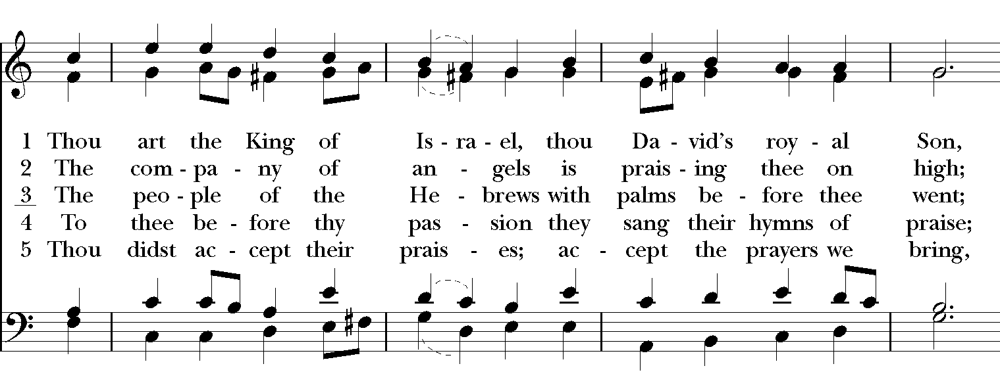 1 Thou art the King of Is - ra - el, thou Da - vid's roy - al Son,
2 The com - pa - ny of an - gels is prais - ing thee on high;
3 The peo - ple of the He - brews with palms be - fore thee went;
4 To thee be - fore thy pas - sion they sang their hymns of praise;
5 Thou didst ac - cept their prais - es; ac - cept the prayers we bring,